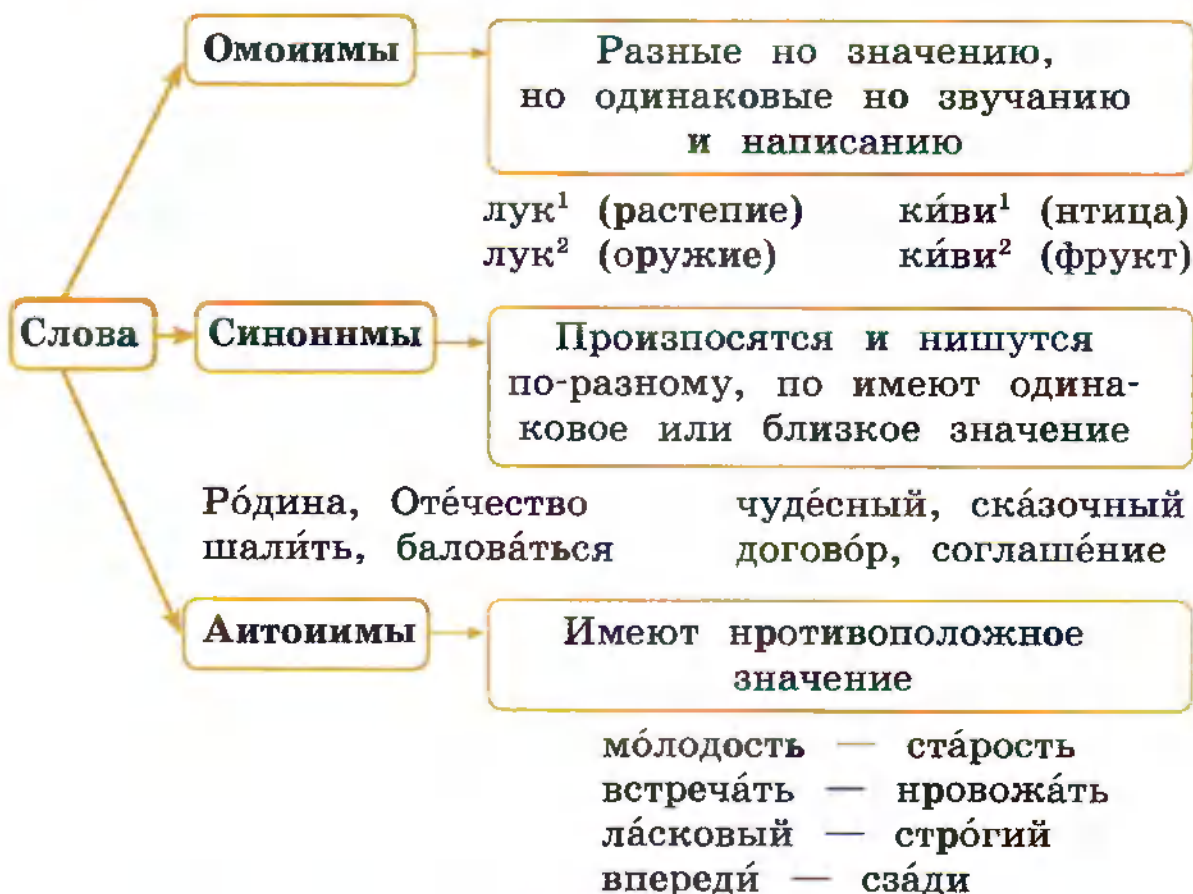 Омоиимы
Разные но значению,
но одинаковые но звучанию
и написанию
лук¹ (растепие) ки́ви¹ (нтица)
лук² (оружие) ки́ви² (фрукт)
Слова
Синоннмы
Произпосятся и нишутся
по-разному, по имеют одина-
ковое или близкое значение
Ро́дина, Оте́чество чуде́сный, ска́зочный
шали́ть, балова́ться догово́р, соглаше́ние
Аитоиимы
Имеют нротивоположное
значение
мо́лодость — ста́рость
встреча́ть — нровожа́ть
ла́сковый — стро́гий
впереди́ — сза́ди